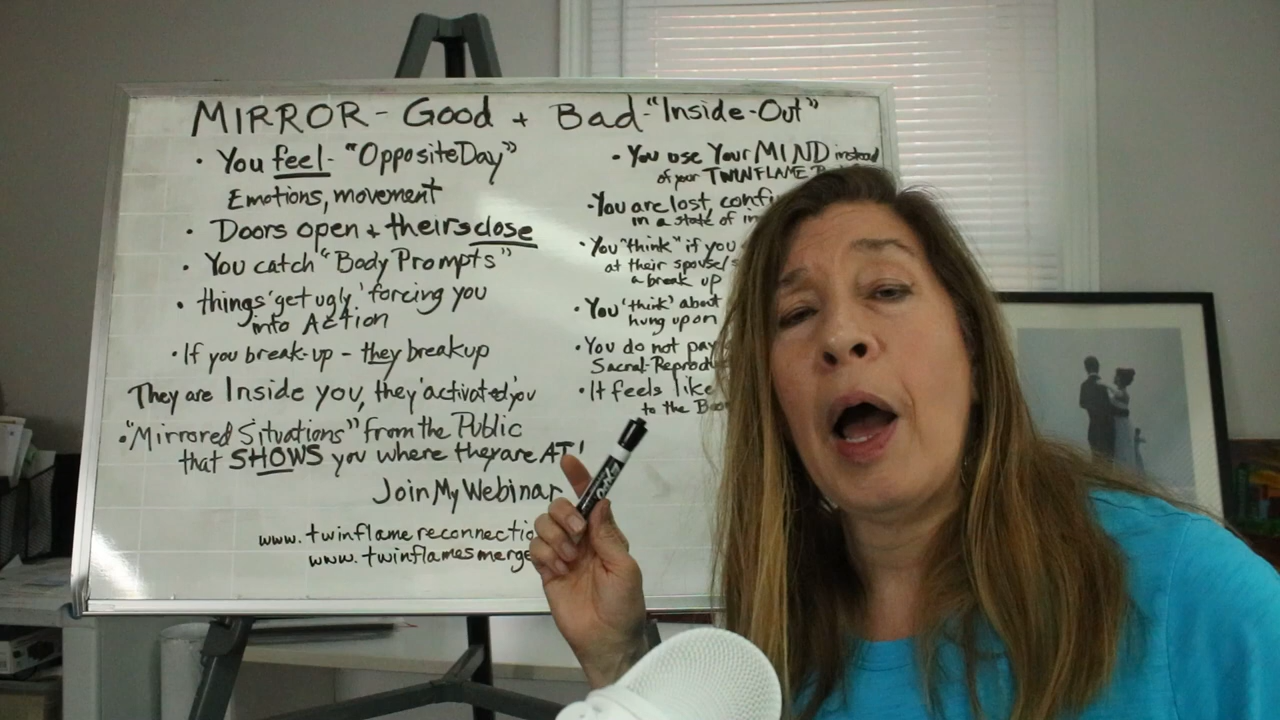 MIRROR - Good + Bad - "Inside-Out"
• You feel - "Opposite Day"
Emotions, movement
• Doors open + theirs close
• You catch "Body Prompts"
• things 'get ugly' forcing you
into Action
• If you break-up - they breakup
They are Inside you, they 'activated' you
• "Mirrored Situations" from the Public
that SHOWS you where they are AT!
Join My Webinar
www.twinflamereconnectio
www.twinflamesmerge
• You use Your MIND instead
of your TWINFLAME
• You are lost,
in a state of
• You "think" if you
at their spouse/
a break up
• You 'think' about
hung up on
• You do not pay
Sacral-
• It feels like
to the